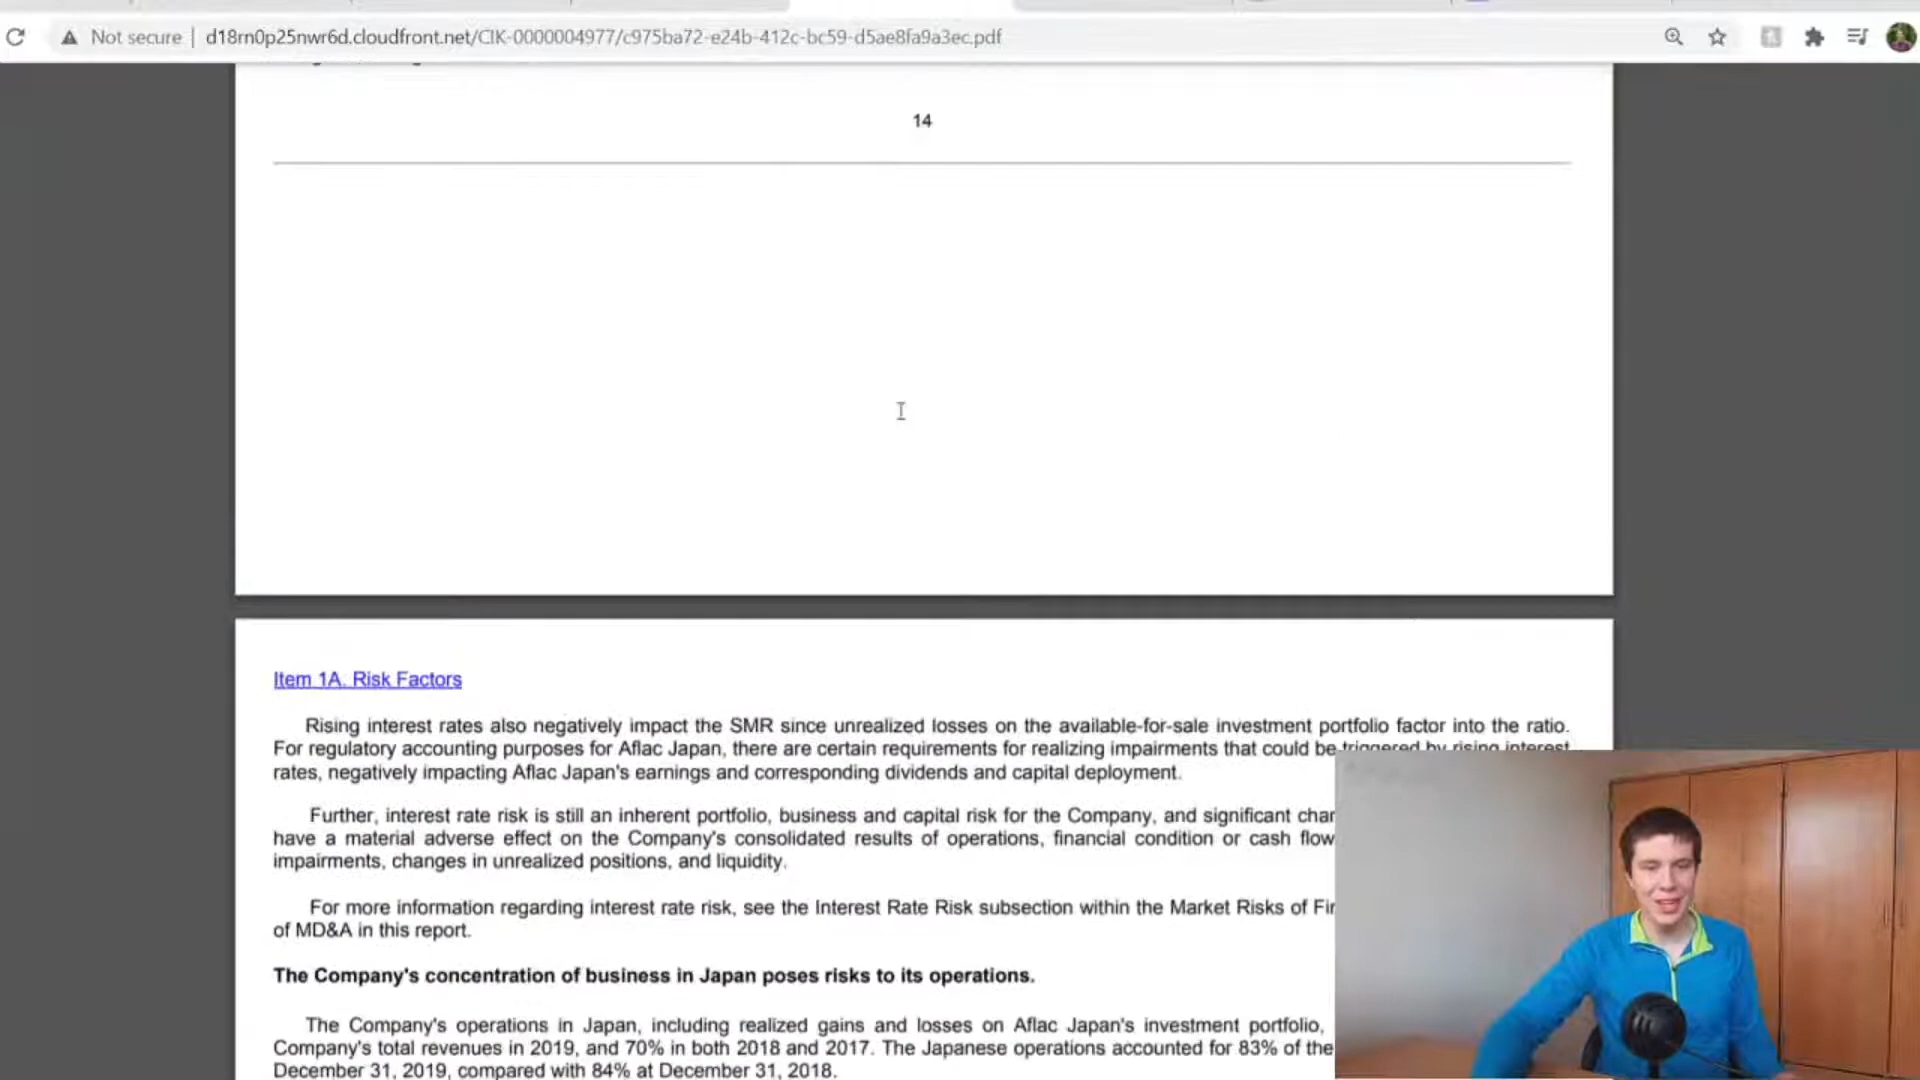 Not secure | d18rn0p25nwr6d.cloudfront.net/CIK-0000004977/c975ba72-e24b-412c-bc59-d5ae8fa9a3ec.pdf
14
Item 1A. Risk Factors
Rising interest rates also negatively impact the SMR since unrealized losses on the available-for-sale investment portfolio factor into the ratio.
For regulatory accounting purposes for Aflac Japan, there are certain requirements for realizing impairments that could be triggered by rising interest
rates, negatively impacting Aflac Japan's earnings and corresponding dividends and capital deployment.
Further, interest rate risk is still an inherent portfolio, business and capital risk for the Company, and significant
have a material adverse effect on the Company's consolidated results of operations, financial condition or cash flow
impairments, changes in unrealized positions, and liquidity.
For more information regarding interest rate risk, see the Interest Rate Risk subsection within the Market Risks of
of MD&A in this report.
The Company's concentration of business in Japan poses risks to its operations.
The Company's operations in Japan, including realized gains and losses on Aflac Japan's investment portfolio,
Company's total revenues in 2019, and 70% in both 2018 and 2017. The Japanese operations accounted for 83% of the
December 31, 2019, compared with 84% at December 31, 2018.